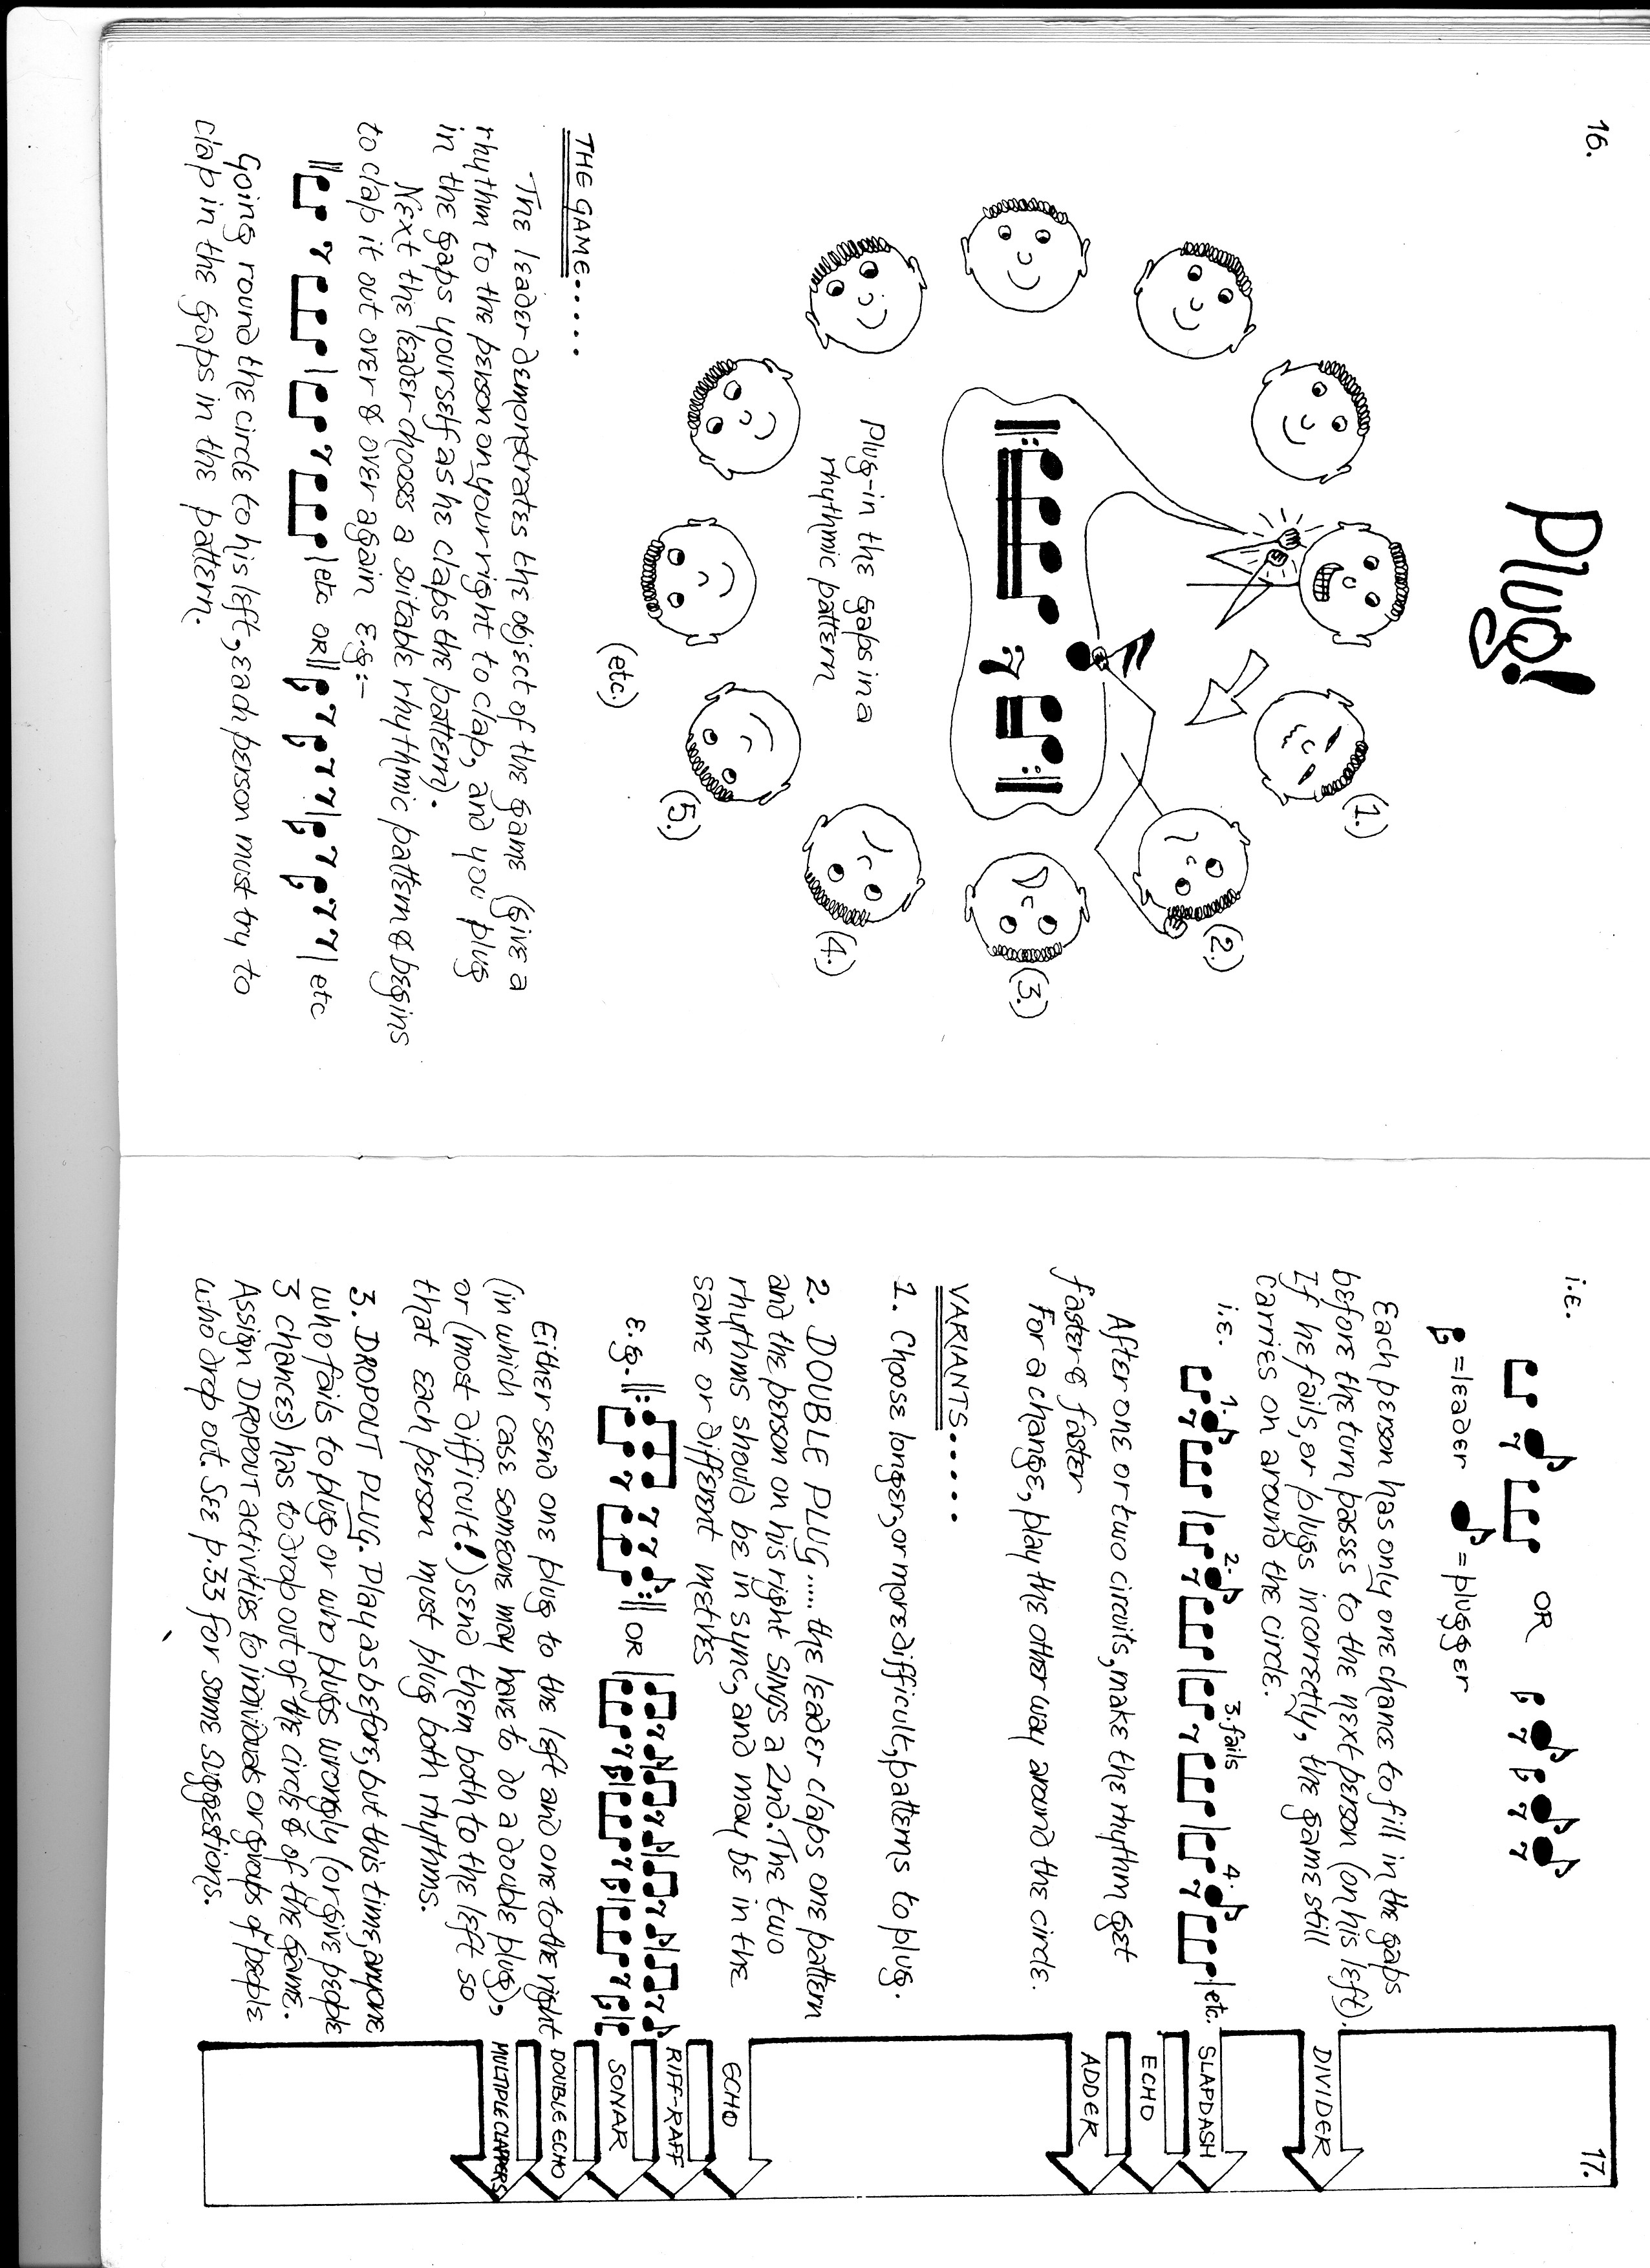 16.
Plug!
(1.)
(2.)
(3.)
(4.)
(5.)
(etc.)
Plug-in the gaps in a
rhythmic pattern
THE GAME.....
The leader demonstrates the object of the game (give a
rhythm to the person on your right to clap, and you plug
in the gaps yourself as he claps the pattern).
Next the leader chooses a suitable rhythmic pattern & begins
to clap it out over & over again E.g:-
etc OR etc
Going round the circle to his left, each person must try to
clap in the gaps in the pattern.
17.
i.e. OR
=leader =plugger
Each person has only one chance to fill in the gaps
before the turn passes to the next person (on his left).
If he fails, or plugs incorrectly, the game still
carries on around the circle.
i.e. 1. 2. 3.fails 4. etc.
After one or two circuits, make the rhythm get
faster & faster
For a change, play the other way around the circle.
VARIANTS.....
1. Choose longer, or more difficult, patterns to plug.
2. DOUBLE PLUG..... the leader claps one pattern
and the person on his right SINGS a 2nd. The two
rhythms should be in sync, and may be in the
same or different metres
E.g. OR
Either send one plug to the left and one to the right
(in which case someone may have to do a double plug),
or (most difficult!) send them both to the left so
that each person must plug both rhythms.
3. DROPOUT PLUG. Play as before, but this time, anyone
who fails to plug or who plugs wrongly (or give people
3 chances) has to drop out of the circle & of the game.
Assign DROPOUT activities to individuals or groups of people
who drop out. See p.33 for some suggestions.
DIVIDER
SLAPDASH
ECHO
ADDER
ECHO
RIFF-RAFF
SONAR
DOUBLE ECHO
MULTIPLE CLAPPERS